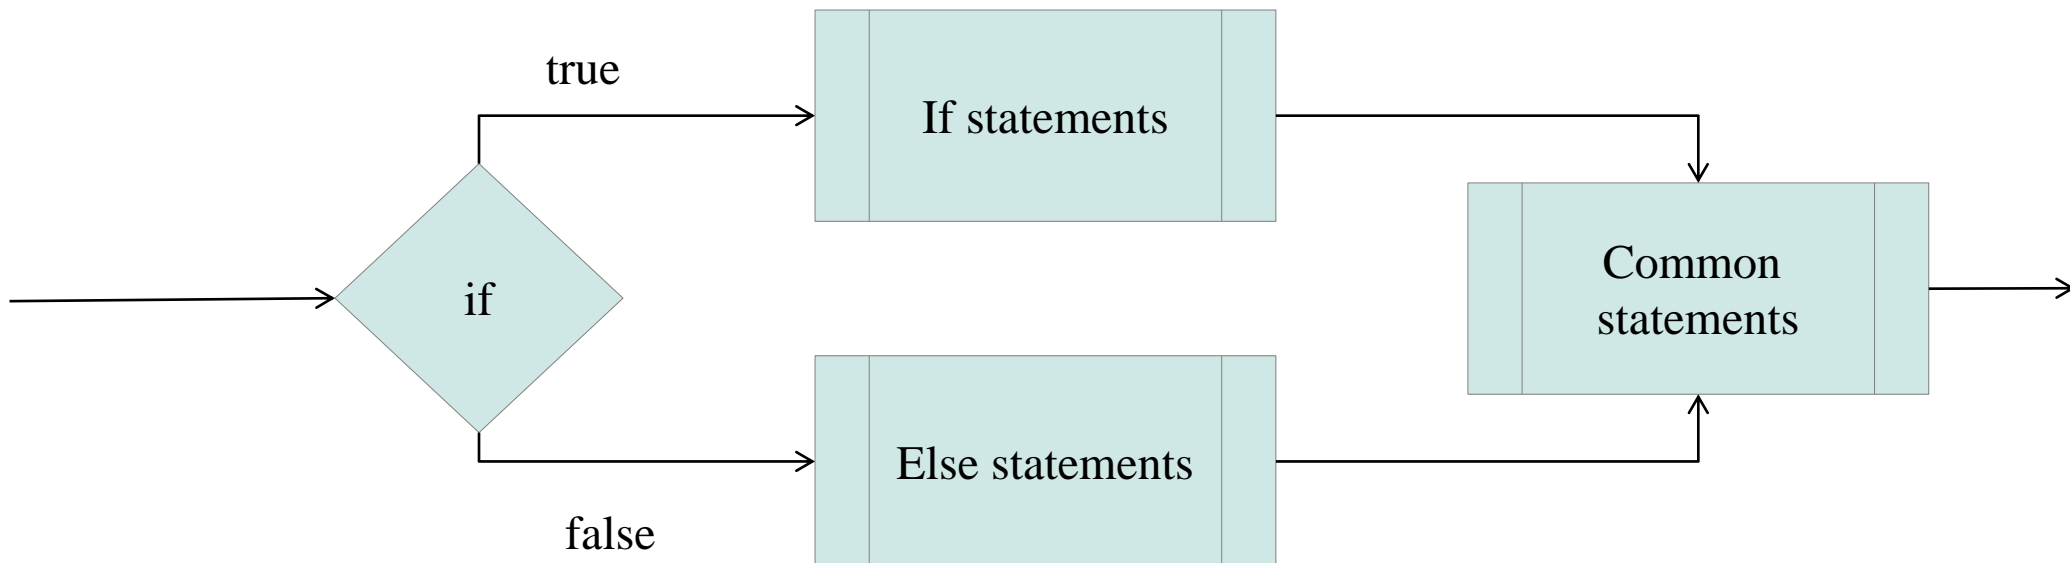 true
If statements
if
Common
statements
Else statements
false